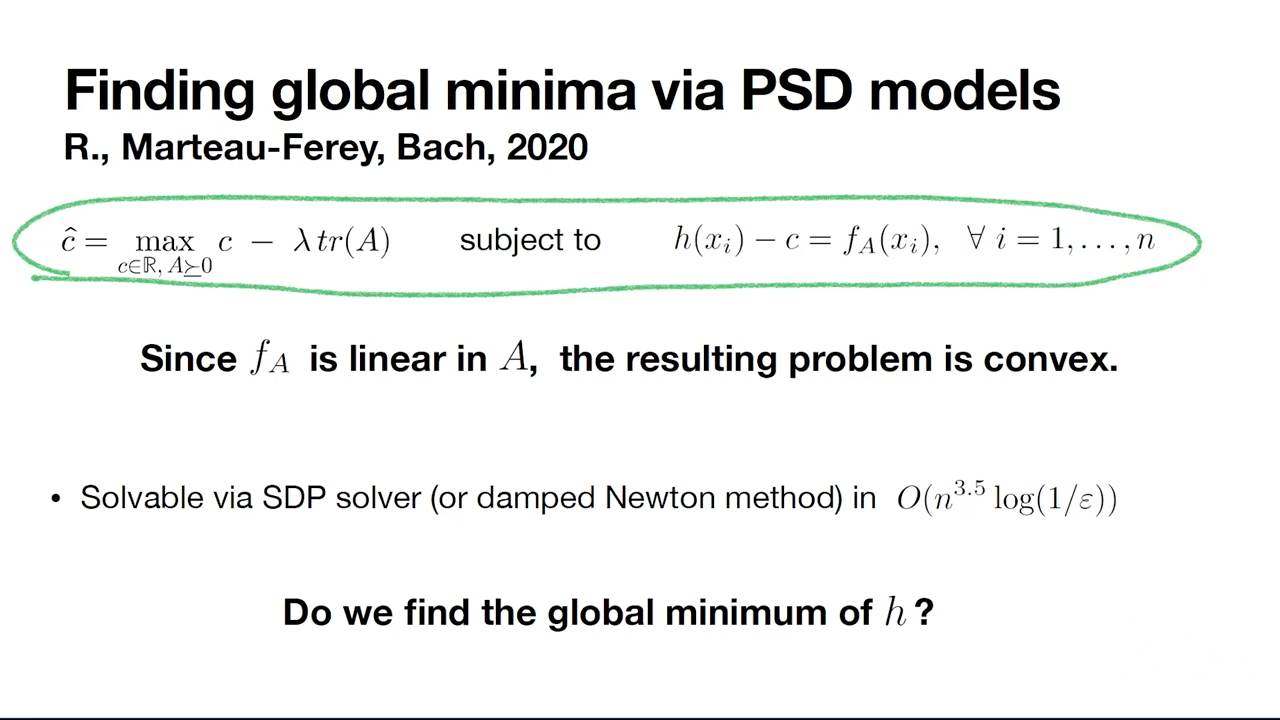 Finding global minima via PSD models
R., Marteau-Ferey, Bach, 2020
ĉ = max_{c∈ℝ, A⪰0} c − λ tr(A) subject to h(x_i) − c = f_A(x_i), ∀ i = 1, …, n
Since f_A is linear in A, the resulting problem is convex.
• Solvable via SDP solver (or damped Newton method) in O(n^{3.5} log(1/ε))
Do we find the global minimum of h ?